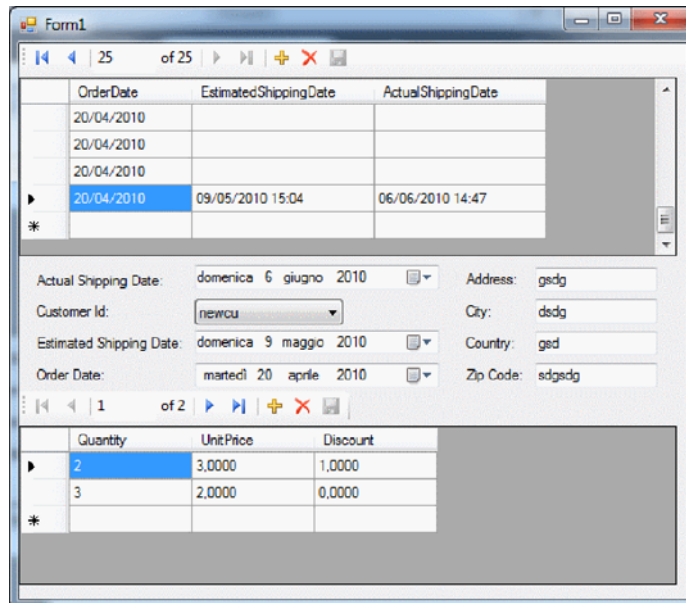 Form1
25 of 25
OrderDate EstimatedShippingDate ActualShippingDate
20/04/2010
20/04/2010
20/04/2010
20/04/2010 09/05/2010 15:04 06/06/2010 14:47
Actual Shipping Date: domenica 6 giugno 2010 Address: gsdg
Customer Id: newcu City: dsdg
Estimated Shipping Date: domenica 9 maggio 2010 Country: gsd
Order Date: martedì 20 aprile 2010 Zip Code: sdgsdg
1 of 2
Quantity UnitPrice Discount
2 3,0000 1,0000
3 2,0000 0,0000